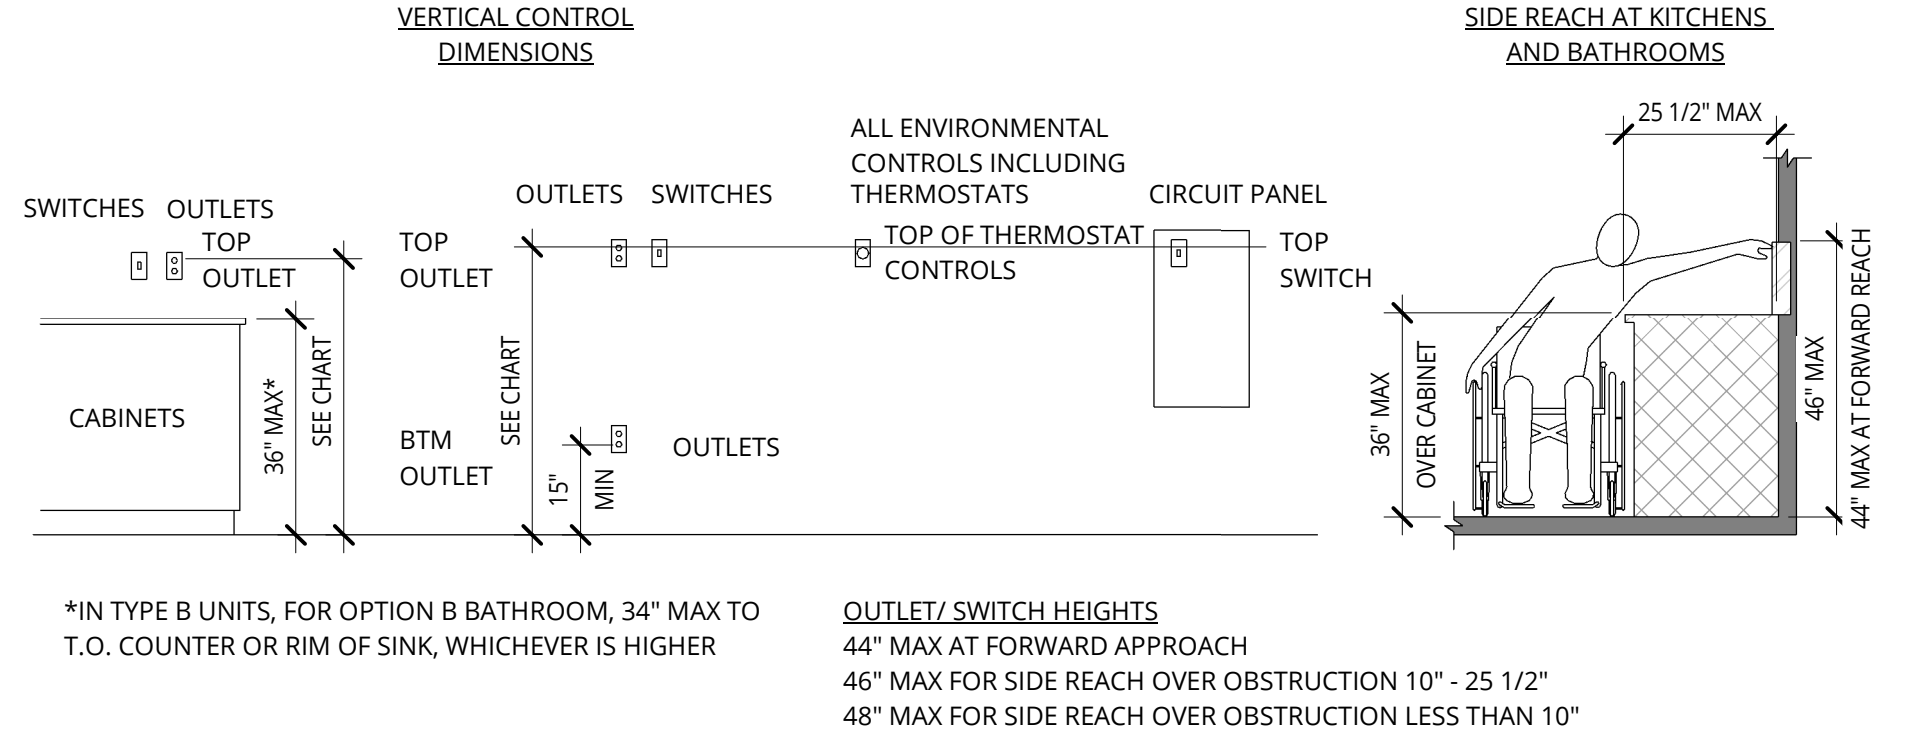 VERTICAL CONTROL
DIMENSIONS
SIDE REACH AT KITCHENS
AND BATHROOMS
SWITCHES
OUTLETS
TOP
OUTLET
CABINETS
36" MAX*
SEE CHART
TOP
OUTLET
BTM
OUTLET
SEE CHART
OUTLETS
SWITCHES
15"
MIN
OUTLETS
ALL ENVIRONMENTAL
CONTROLS INCLUDING
THERMOSTATS
TOP OF THERMOSTAT
CONTROLS
CIRCUIT PANEL
TOP
SWITCH
25 1/2" MAX
36" MAX
OVER CABINET
46" MAX
44" MAX AT FORWARD REACH
*IN TYPE B UNITS, FOR OPTION B BATHROOM, 34" MAX TO
T.O. COUNTER OR RIM OF SINK, WHICHEVER IS HIGHER
OUTLET/ SWITCH HEIGHTS
44" MAX AT FORWARD APPROACH
46" MAX FOR SIDE REACH OVER OBSTRUCTION 10" - 25 1/2"
48" MAX FOR SIDE REACH OVER OBSTRUCTION LESS THAN 10"